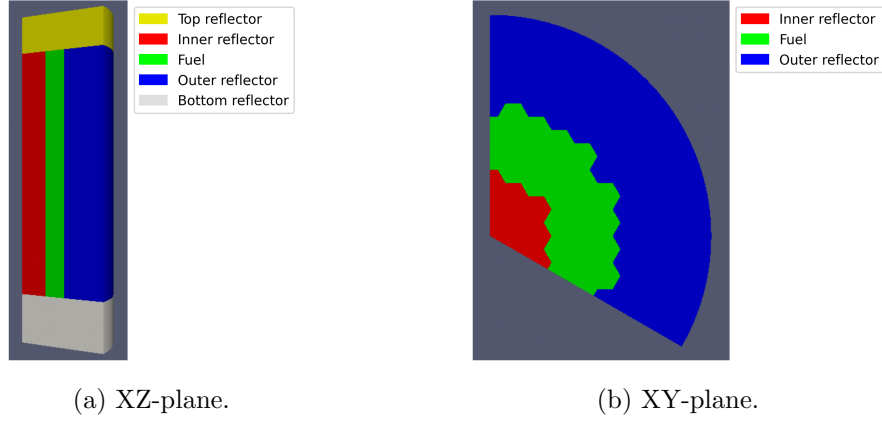 Top reflector
Inner reflector
Fuel
Outer reflector
Bottom reflector
Inner reflector
Fuel
Outer reflector
(a) XZ-plane.
(b) XY-plane.